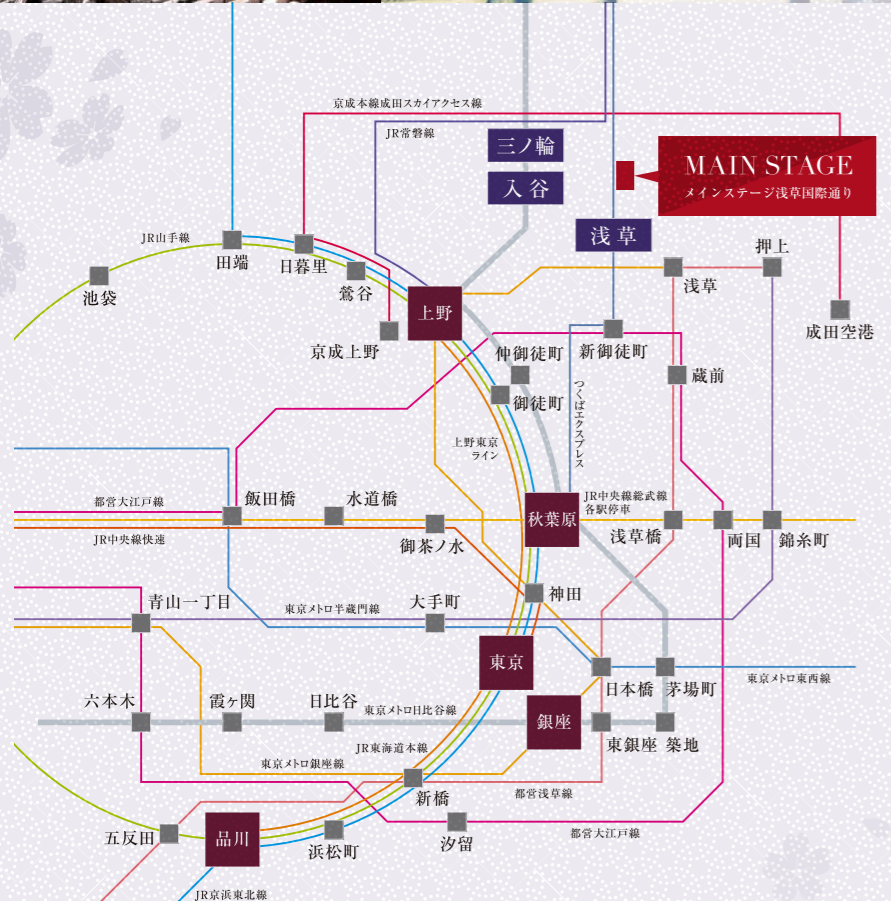 京成本線成田スカイアクセス線
JR常磐線
三ノ輪
MAIN STAGE
メインステージ浅草国際通り
入谷
浅草
JR山手線
田端
日暮里
押上
池袋
鶯谷
浅草
上野
成田空港
京成上野
仲御徒町
新御徒町
蔵前
御徒町
つくばエクスプレス
上野東京
ライン
飯田橋
水道橋
JR中央線総武線
各駅停車
都営大江戸線
秋葉原
JR中央線快速
御茶ノ水
浅草橋
両国
錦糸町
神田
青山一丁目
東京メトロ半蔵門線
大手町
東京
日本橋
茅場町
東京メトロ東西線
六本木
霞ヶ関
日比谷
東京メトロ日比谷線
銀座
東銀座
築地
JR東海道本線
東京メトロ銀座線
新橋
都営浅草線
五反田
品川
浜松町
汐留
都営大江戸線
JR京浜東北線